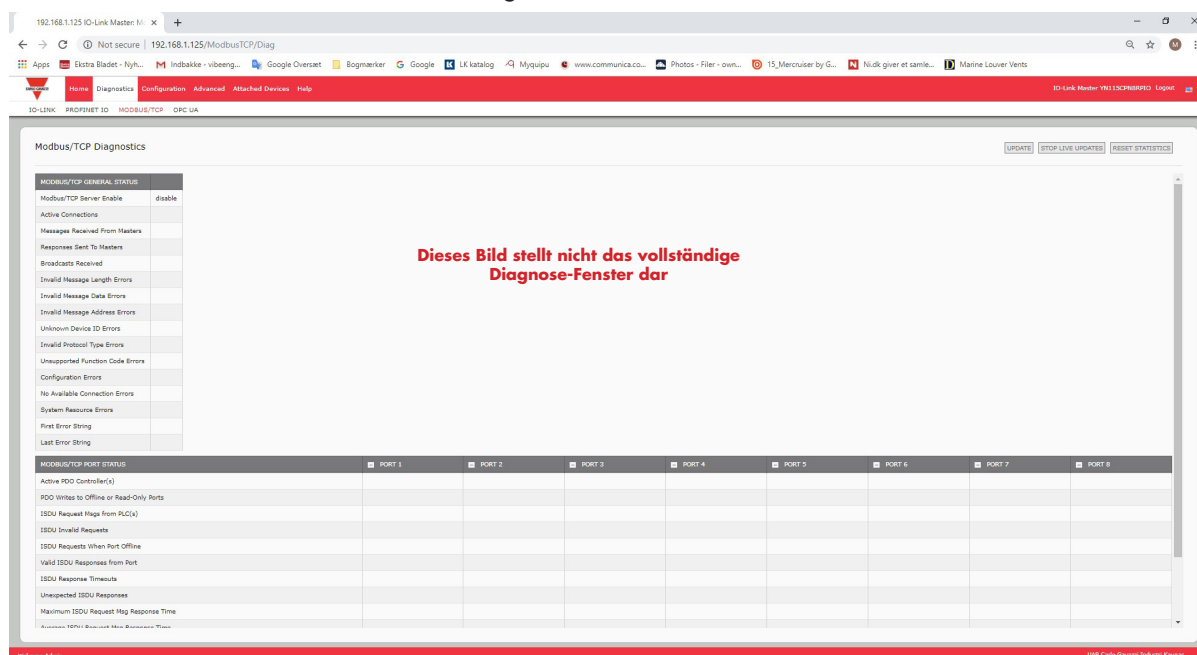 192.168.1.125 IO-Link Master: M
Not secure | 192.168.1.125/ModbusTCP/Diag
Apps Ekstra Bladet - Nyh... Indbakke - vibeeng... Google Oversæt Bogmærker Google LK katalog Myquipu www.communica.co... Photos - Filer - own... 15_Mercruiser by G... Ni.dk giver et samle... Marine Louver Vents
Home Diagnostics Configuration Advanced Attached Devices Help IO-Link Master YN115CPN8RPIO Logout
IO-LINK PROFINET IO MODBUS/TCP OPC UA
Modbus/TCP Diagnostics
UPDATE STOP LIVE UPDATES RESET STATISTICS
MODBUS/TCP GENERAL STATUS
Modbus/TCP Server Enable disable
Active Connections
Messages Received From Masters
Responses Sent To Masters
Broadcasts Received
Invalid Message Length Errors
Invalid Message Data Errors
Invalid Message Address Errors
Unknown Device ID Errors
Invalid Protocol Type Errors
Unsupported Function Code Errors
Configuration Errors
No Available Connection Errors
System Resource Errors
First Error String
Last Error String
Dieses Bild stellt nicht das vollständige
Diagnose-Fenster dar
MODBUS/TCP PORT STATUS PORT 1 PORT 2 PORT 3 PORT 4 PORT 5 PORT 6 PORT 7 PORT 8
Active PDO Controller(s)
PDO Writes to Offline or Read-Only Ports
ISDU Request Msgs from PLC(s)
ISDU Invalid Requests
ISDU Requests When Port Offline
Valid ISDU Responses from Port
ISDU Response Timeouts
Unexpected ISDU Responses
Maximum ISDU Request Msg Response Time
Average ISDU Request Msg Response Time